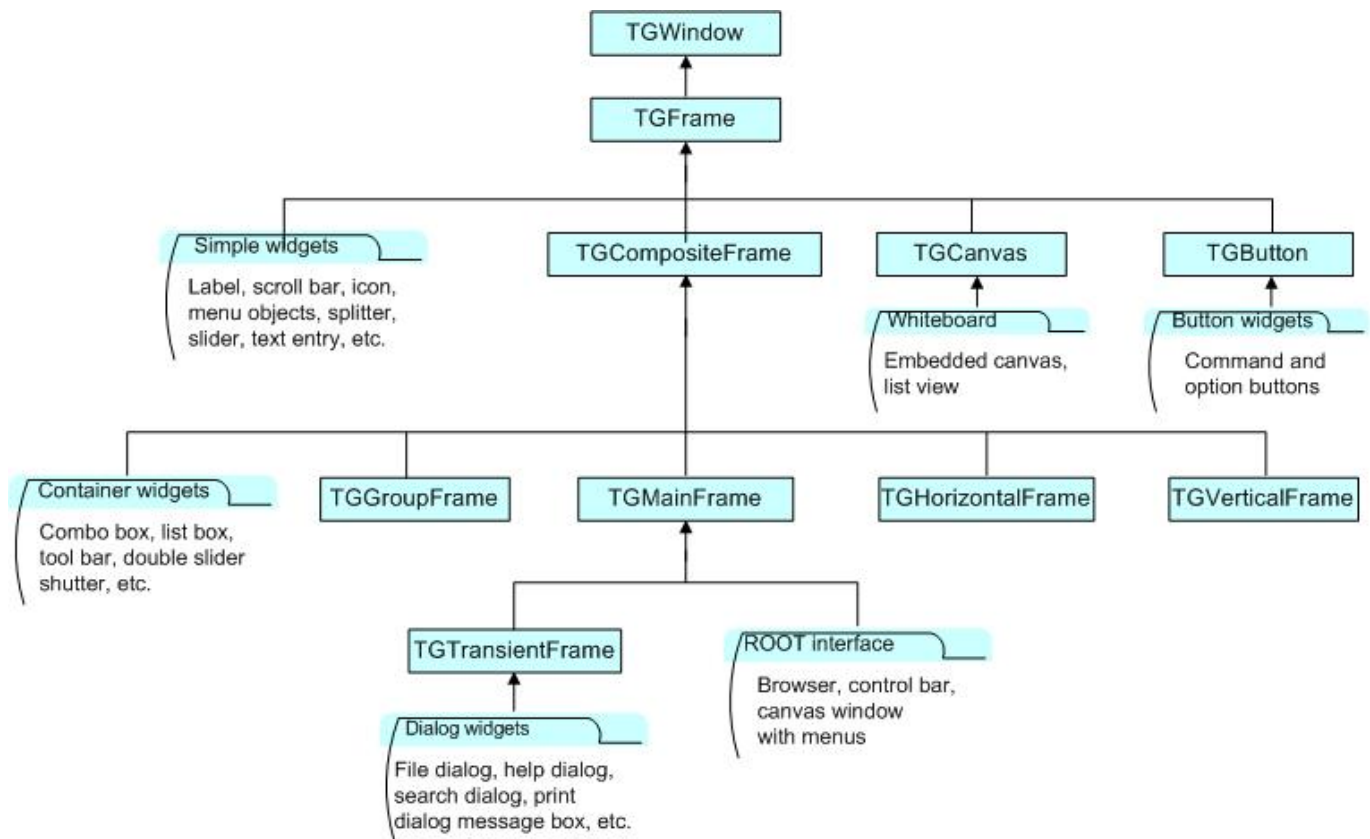 TGWindow
TGFrame
Simple widgets
Label, scroll bar, icon,
menu objects, splitter,
slider, text entry, etc.
TGCompositeFrame
TGCanvas
TGButton
Whiteboard
Embedded canvas,
list view
Button widgets
Command and
option buttons
Container widgets
Combo box, list box,
tool bar, double slider
shutter, etc.
TGGroupFrame
TGMainFrame
TGHorizontalFrame
TGVerticalFrame
TGTransientFrame
ROOT interface
Browser, control bar,
canvas window
with menus
Dialog widgets
File dialog, help dialog,
search dialog, print
dialog message box, etc.